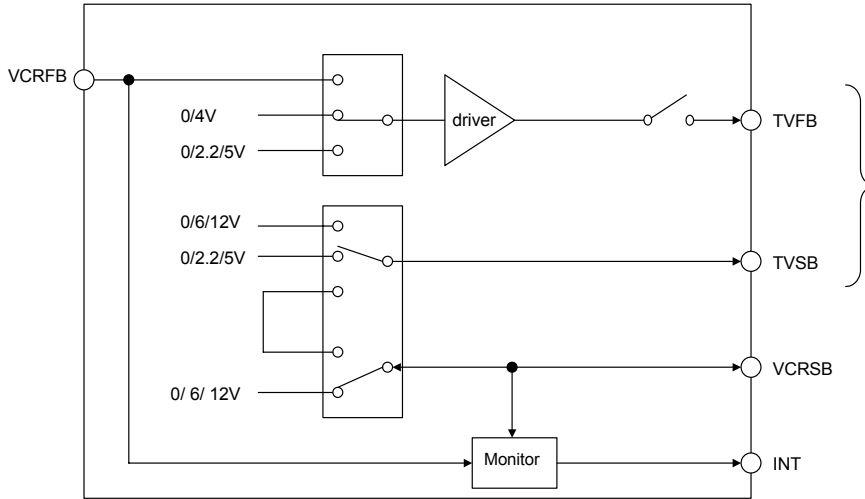 VCRFB
0/4V
0/2.2/5V
driver
TVFB
0/6/12V
0/2.2/5V
TVSB
VCRSB
0/ 6/ 12V
Monitor
INT